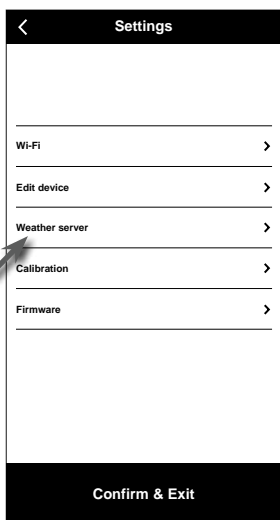 Settings
Wi-Fi
Edit device
Weather server
Calibration
Firmware
Confirm & Exit